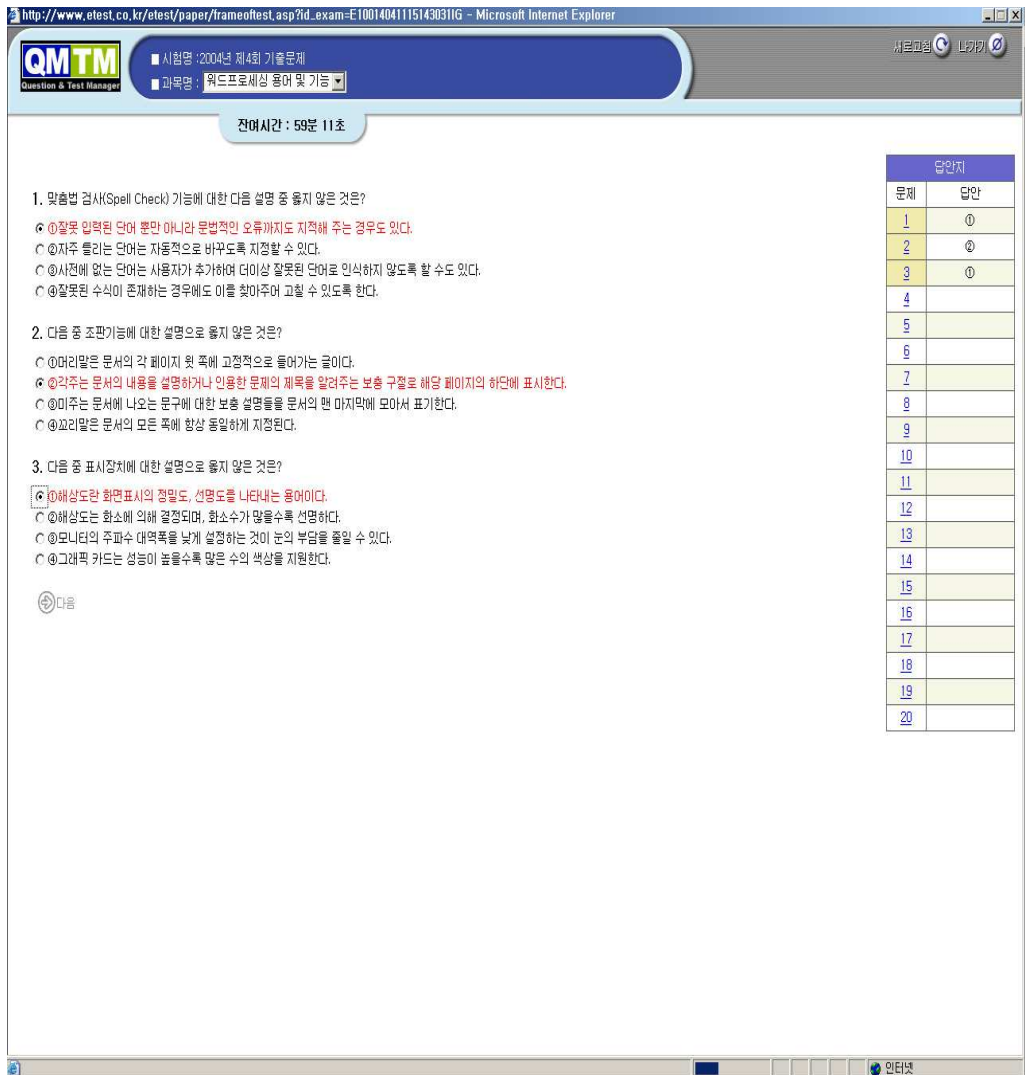 http://www.etest.co.kr/etest/paper/frameoftest.asp?id_exam=E10014041115143031IG - Microsoft Internet Explorer
QMTM
Question & Test Manager
■ 시험명 :2004년 제4회 기출문제
■ 과목명 : 워드프로세싱 용어 및 기능
새로고침 나가기
잔여시간 : 59분 11초
1. 맞춤법 검사(Spell Check) 기능에 대한 다음 설명 중 옳지 않은 것은?
①잘못 입력된 단어 뿐만 아니라 문법적인 오류까지도 지적해 주는 경우도 있다.
②자주 틀리는 단어는 자동적으로 바꾸도록 지정할 수 있다.
③사전에 없는 단어는 사용자가 추가하여 더이상 잘못된 단어로 인식하지 않도록 할 수도 있다.
④잘못된 수식이 존재하는 경우에도 이를 찾아주어 고칠 수 있도록 한다.
2. 다음 중 조판기능에 대한 설명으로 옳지 않은 것은?
①머리말은 문서의 각 페이지 윗 쪽에 고정적으로 들어가는 글이다.
②각주는 문서의 내용을 설명하거나 인용한 문제의 제목을 알려주는 보충 구절로 해당 페이지의 하단에 표시한다.
③미주는 문서에 나오는 문구에 대한 보충 설명들을 문서의 맨 마지막에 모아서 표기한다.
④꼬리말은 문서의 모든 쪽에 항상 동일하게 지정된다.
3. 다음 중 표시장치에 대한 설명으로 옳지 않은 것은?
①해상도란 화면표시의 정밀도, 선명도를 나타내는 용어이다.
②해상도는 화소에 의해 결정되며, 화소수가 많을수록 선명하다.
③모니터의 주파수 대역폭을 낮게 설정하는 것이 눈의 부담을 줄일 수 있다.
④그래픽 카드는 성능이 높을수록 많은 수의 색상을 지원한다.
다음
답안지
문제 답안
1 ①
2 ②
3 ①
4
5
6
7
8
9
10
11
12
13
14
15
16
17
18
19
20
인터넷